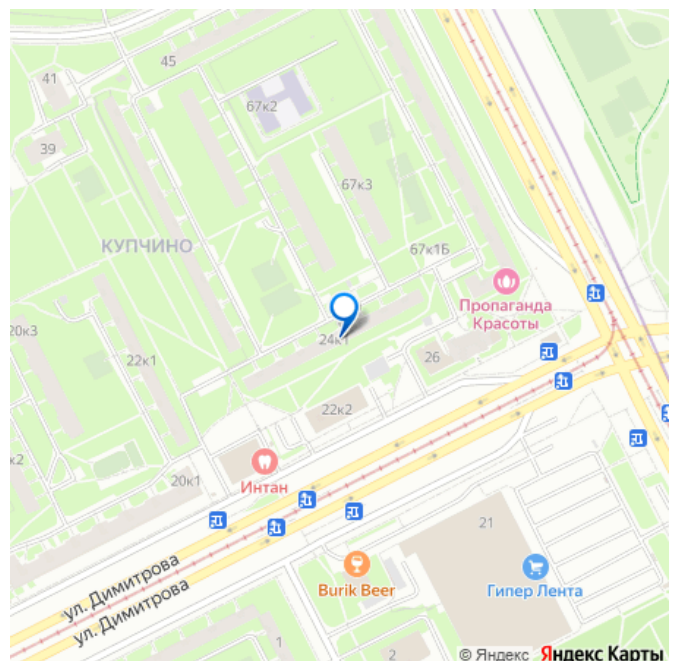 45
41
67к2
39
67к3
КУПЧИНО
67к1Б
Пропаганда
Красоты
20к3
24к1
22к1
26
22к2
к2
20к1
Интан
21
ул. Димитрова
ул. Димитрова
Burik Beer
Гипер Лента
1
2
© Яндекс Яндекс Карты